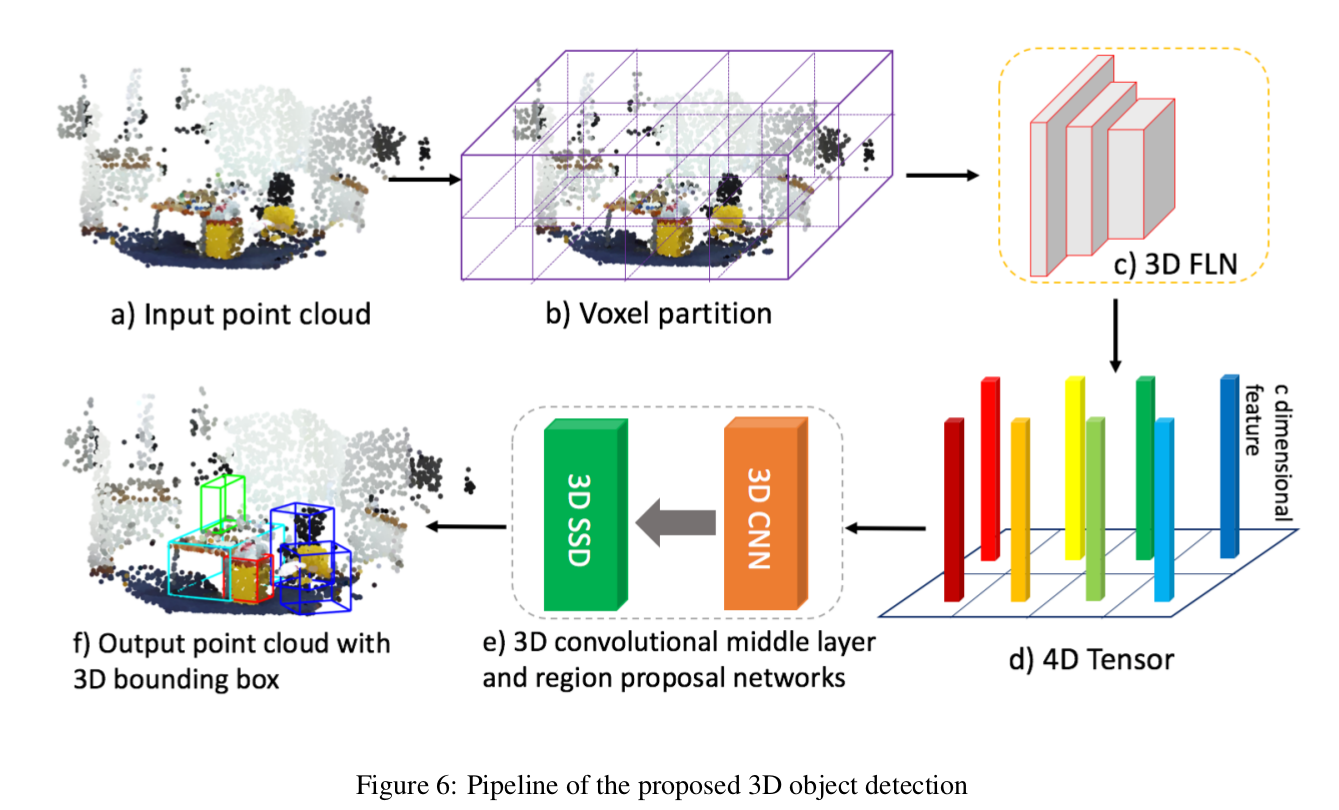 a) Input point cloud
b) Voxel partition
c) 3D FLN
c dimensional
feature
d) 4D Tensor
3D CNN
3D SSD
e) 3D convolutional middle layer
and region proposal networks
f) Output point cloud with
3D bounding box
Figure 6: Pipeline of the proposed 3D object detection